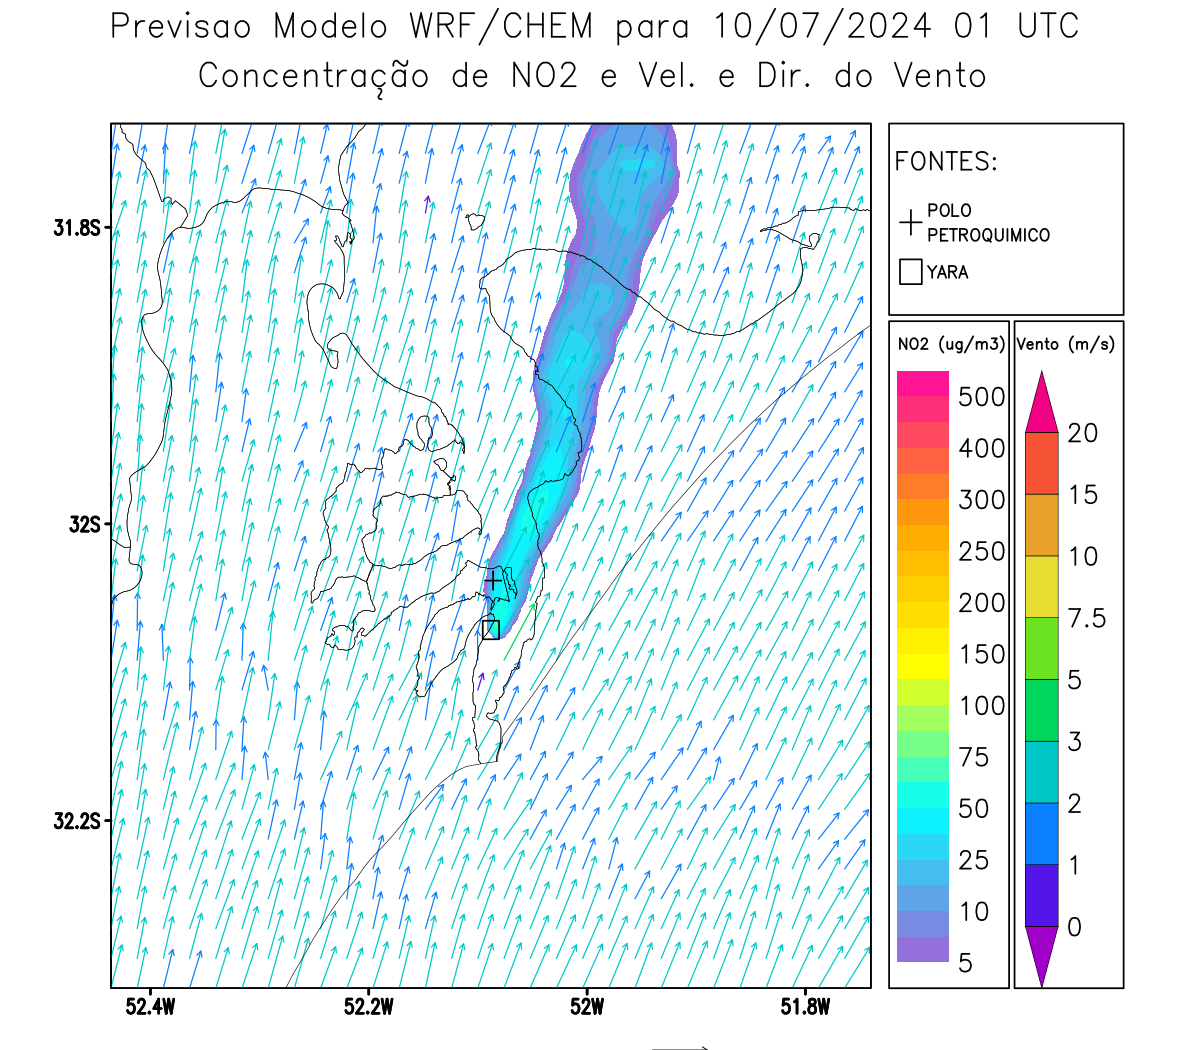 Previsao Modelo WRF/CHEM para 10/07/2024 01 UTC
Concentração de NO2 e Vel. e Dir. do Vento
FONTES:
POLO
PETROQUIMICO
YARA
31.8S
32S
32.2S
52.4W
52.2W
52W
51.8W
NO2 (ug/m3)
500
400
300
250
200
150
100
75
50
25
10
5
Vento (m/s)
20
15
10
7.5
5
3
2
1
0